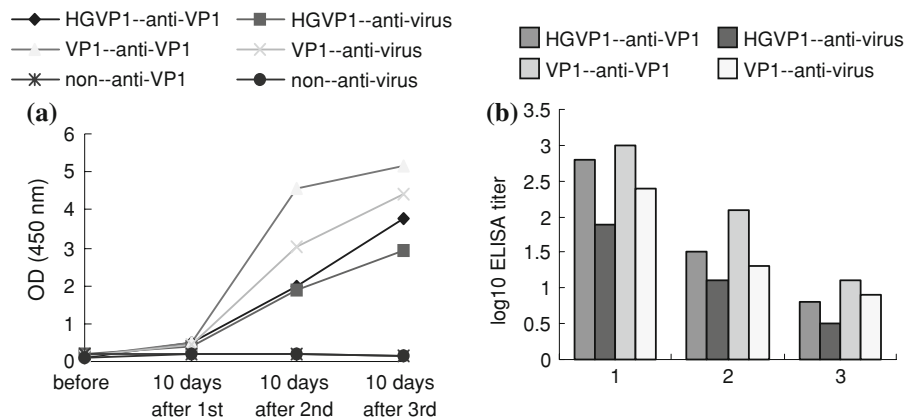 HGVP1--anti-VP1
HGVP1--anti-virus
VP1--anti-VP1
VP1--anti-virus
non--anti-VP1
non--anti-virus
(a)
OD (450 nm)
6
5
4
3
2
1
0
before
10 days
after 1st
10 days
after 2nd
10 days
after 3rd
HGVP1--anti-VP1
HGVP1--anti-virus
VP1--anti-VP1
VP1--anti-virus
(b)
log10 ELISA titer
3.5
3
2.5
2
1.5
1
0.5
0
1
2
3